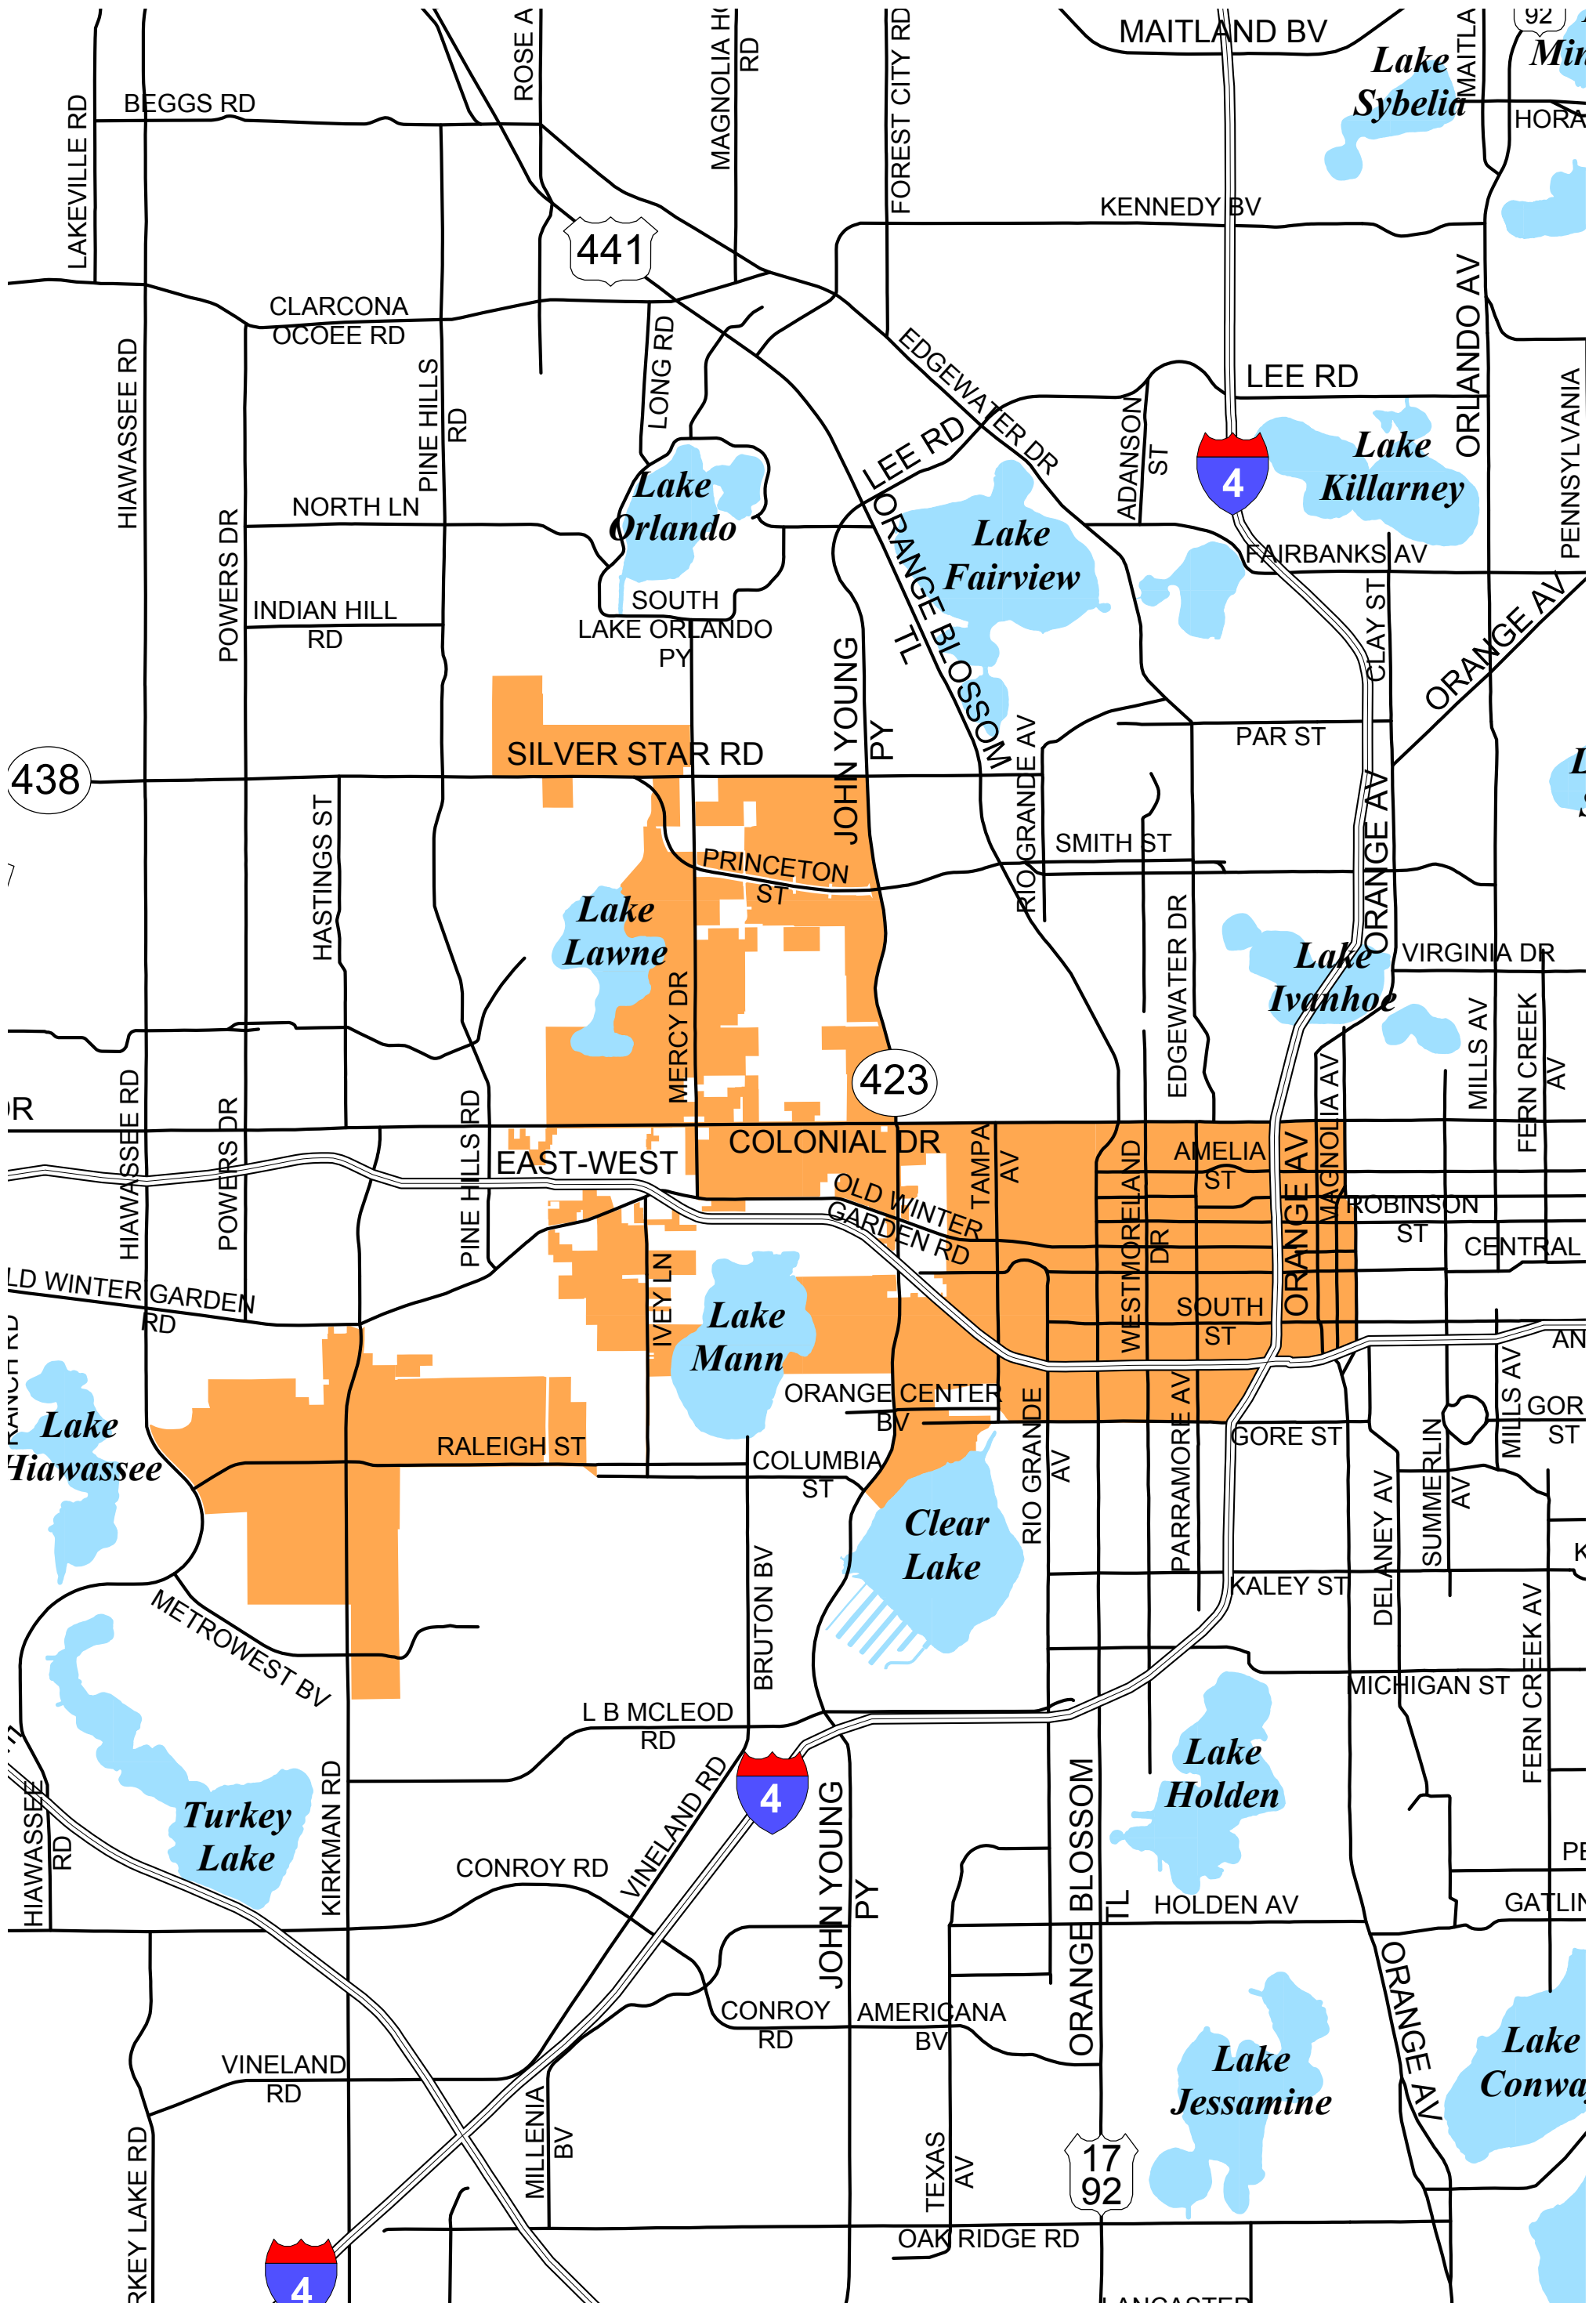 MAITLAND BV
92
Lake
Sybelia
BEGGS RD
LAKEVILLE RD
MAGNOLIA
RD
FOREST CITY RD
KENNEDY BV
441
CLARCONA
OCOEE RD
HIAWASSEE RD
PINE HILLS
RD
LONG RD
EDGEWATER DR
LEE RD
ORLANDO AV
PENNSYLVANIA
ADANSON
ST
LEE RD
4
Lake
Killarney
Lake
Orlando
NORTH LN
POWERS DR
Lake
Fairview
FAIRBANKS AV
CLAY ST
ORANGE AV
INDIAN HILL
RD
SOUTH
LAKE ORLANDO
PY
ORANGE BLOSSOM
TL
JOHN YOUNG
PY
SILVER STAR RD
438
PAR ST
RIO GRANDE AV
HASTINGS ST
PRINCETON
ST
SMITH ST
ORANGE AV
Lake
Lawne
EDGEWATER DR
Lake
Ivanhoe
VIRGINIA DR
MERCY DR
423
MILLS AV
FERN CREEK
AV
HIAWASSEE RD
POWERS DR
PINE HILLS RD
COLONIAL DR
EAST-WEST
TAMPA
AV
WESTMORELAND
DR
AMELIA
ST
ORANGE AV
MAGNOLIA AV
OLD WINTER
GARDEN RD
ROBINSON
ST
CENTRAL
LD WINTER GARDEN
RD
IVEY LN
Lake
Mann
SOUTH
ST
AN
ORANGE CENTER
BV
Lake
Hiawassee
RALEIGH ST
COLUMBIA
ST
RIO GRANDE
AV
PARRAMORE AV
GORE ST
GOR
ST
MILLS AV
SUMMERLIN
AV
DELANEY AV
Clear
Lake
KALEY ST
METROWEST BV
BRUTON BV
MICHIGAN ST
FERN CREEK AV
L B MCLEOD
RD
Lake
Holden
4
Turkey
Lake
KIRKMAN RD
HIAWASSEE
RD
CONROY RD
VINELAND RD
JOHN YOUNG
PY
ORANGE BLOSSOM
TL
HOLDEN AV
GATLIN
CONROY
RD
AMERICANA
BV
ORANGE AV
VINELAND
RD
Lake
Jessamine
Lake
Conwa
MILLENIA
BV
TEXAS
AV
17
92
RKEY LAKE RD
OAK RIDGE RD
4